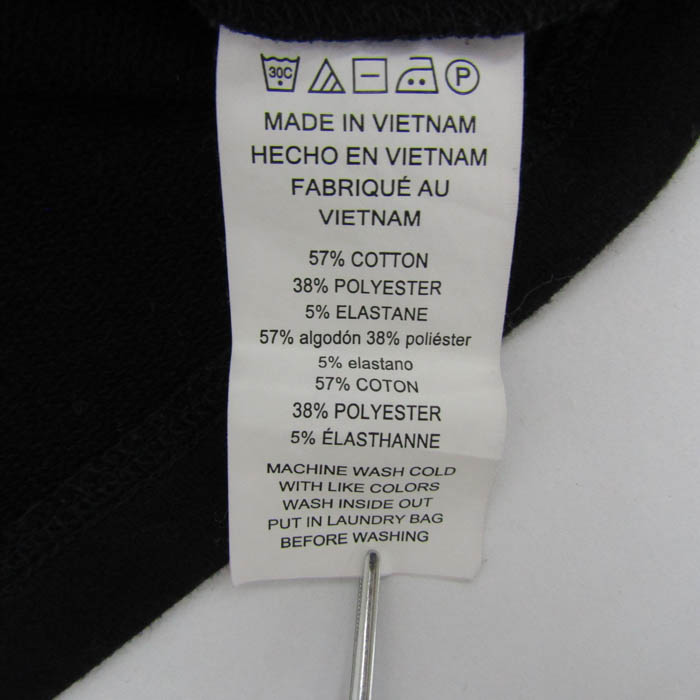 30C P
MADE IN VIETNAM
HECHO EN VIETNAM
FABRIQUÉ AU
VIETNAM
57% COTTON
38% POLYESTER
5% ELASTANE
57% algodón 38% poliéster
5% elastano
57% COTON
38% POLYESTER
5% ÉLASTHANNE
MACHINE WASH COLD
WITH LIKE COLORS
WASH INSIDE OUT
PUT IN LAUNDRY BAG
BEFORE WASHING